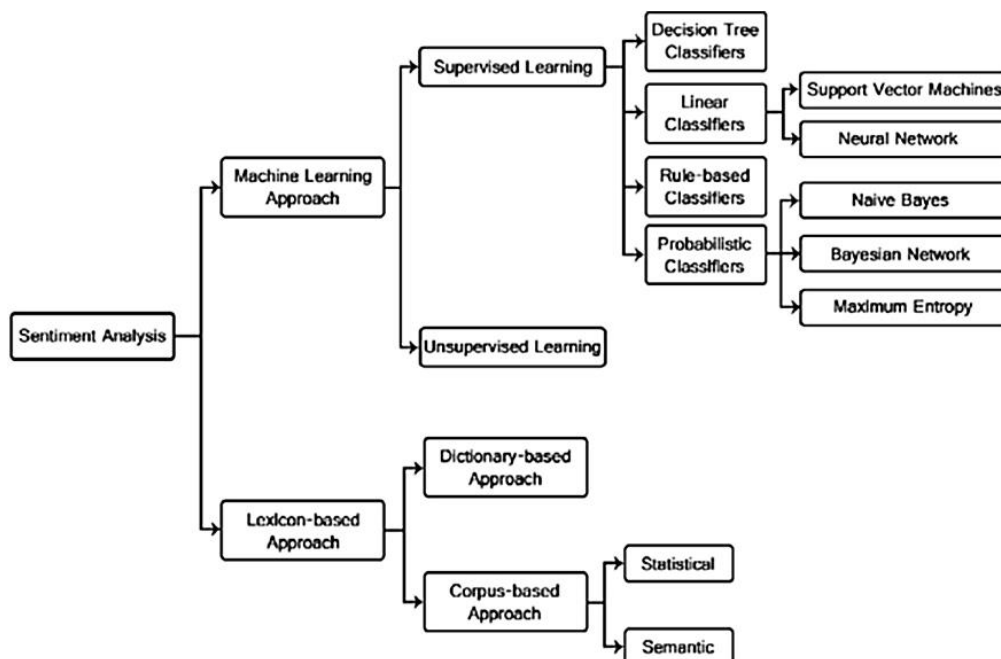 Decision Tree
Classifiers
Supervised Learning
Linear
Classifiers
Support Vector Machines
Neural Network
Machine Learning
Approach
Rule-based
Classifiers
Naive Bayes
Probabilistic
Classifiers
Bayesian Network
Maximum Entropy
Sentiment Analysis
Unsupervised Learning
Dictionary-based
Approach
Lexicon-based
Approach
Corpus-based
Approach
Statistical
Semantic